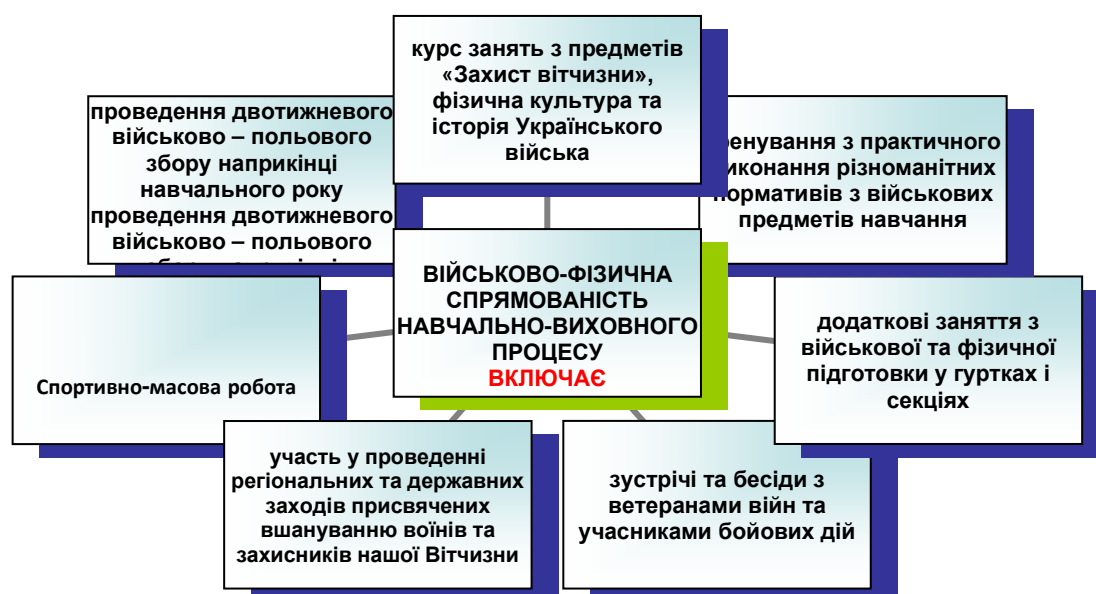 курс занять з предметів
«Захист вітчизни»,
фізична культура та
історія Українського
війська
проведення двотижневого
військово – польового
збору наприкінці
навчального року
проведення двотижневого
військово – польового
з практичного
різноманітних
з військових
предметів навчання
ВІЙСЬКОВО-ФІЗИЧНА
СПРЯМОВАНІСТЬ
НАВЧАЛЬНО-ВИХОВНОГО
ПРОЦЕСУ
ВКЛЮЧАЄ
Спортивно-масова робота
додаткові заняття з
військової та фізичної
підготовки у гуртках і
секціях
участь у проведенні
регіональних та державних
заходів присвячених
вшануванню воїнів та
захисників нашої Вітчизни
зустрічі та бесіди з
ветеранами війн та
учасниками бойових дій